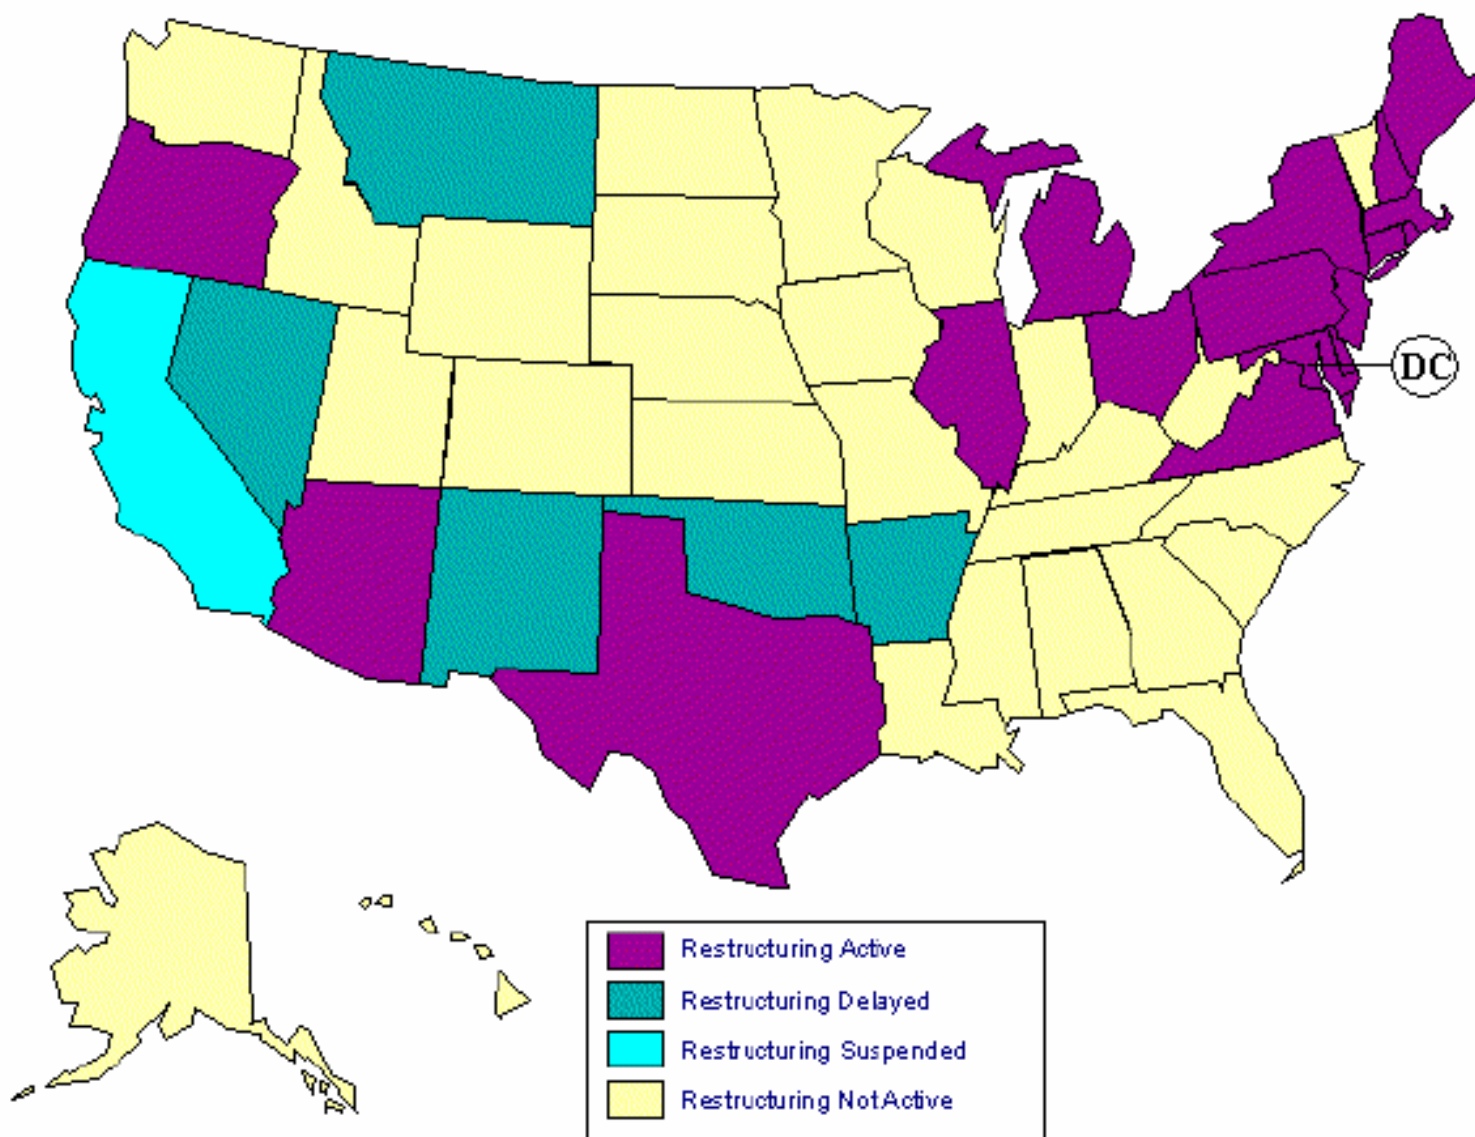 DC
Restructuring Active
Restructuring Delayed
Restructuring Suspended
Restructuring Not Active